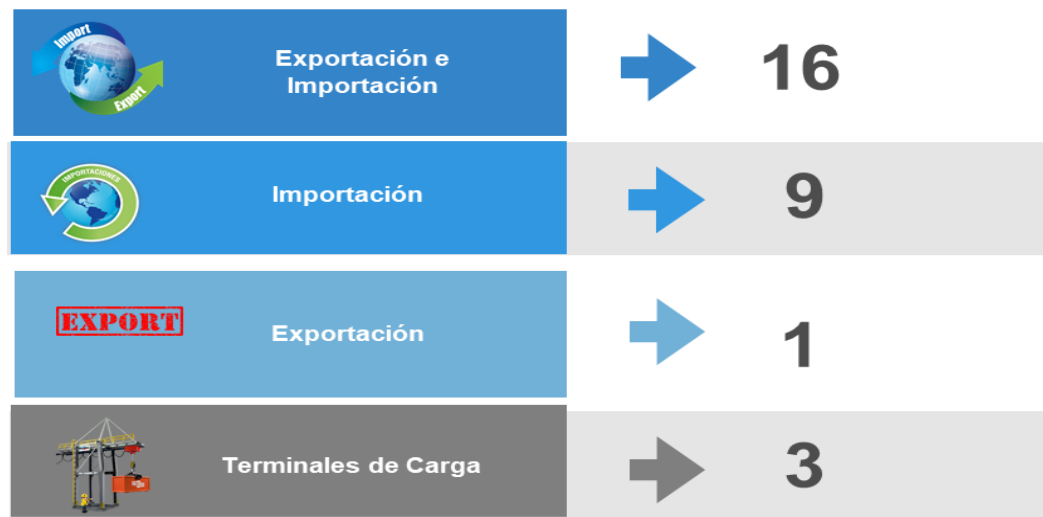 Import
Export
Exportación e
Importación
16
IMPORTACIONES
Importación
9
EXPORT
Exportación
1
Terminales de Carga
3